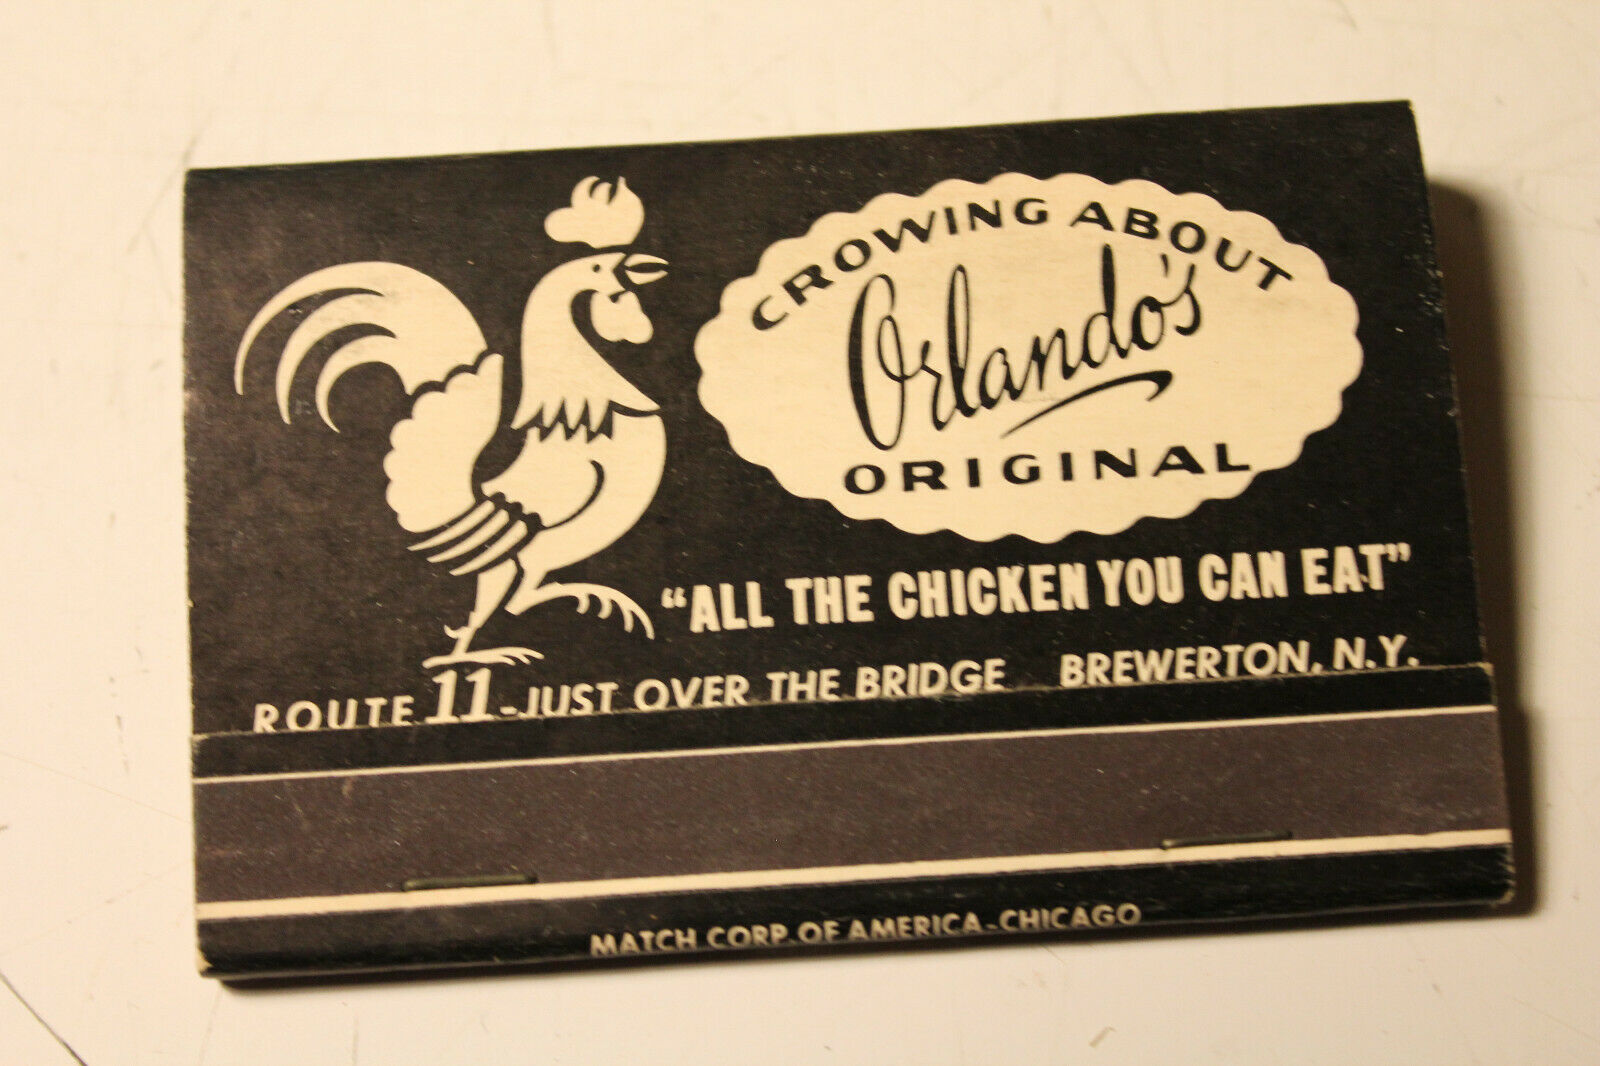 CROWING ABOUT
Orlando's
ORIGINAL
"ALL THE CHICKEN YOU CAN EAT"
ROUTE 11-JUST OVER THE BRIDGE BREWERTON, N.Y.
MATCH CORP. OF AMERICA-CHICAGO